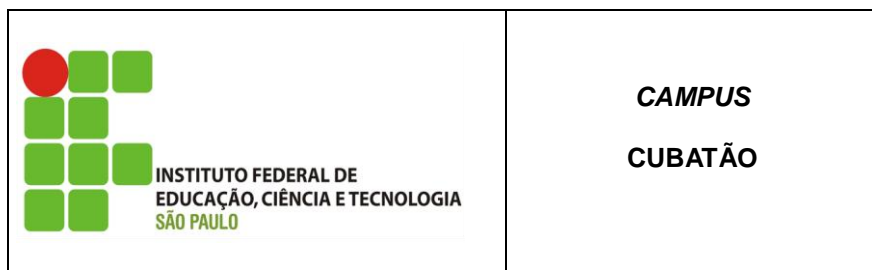 INSTITUTO FEDERAL DE
EDUCAÇÃO, CIÊNCIA E TECNOLOGIA
SÃO PAULO
CAMPUS
CUBATÃO